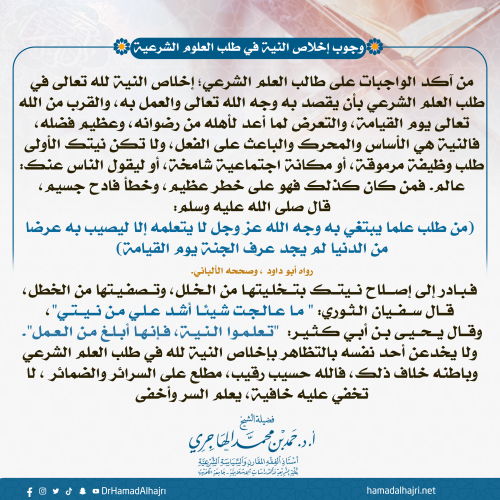 وجوب إخلاص النية في طلب العلوم الشرعية
من آكد الواجبات على طالب العلم الشرعي؛ إخلاص النية لله تعالى في
طلب العلم الشرعي بأن يقصد به وجه الله تعالى والعمل به، والقرب من الله
تعالى يوم القيامة، والتعرض لما أعد لأهله من رضوانه، وعظيم فضله،
فالنية هي الأساس والمحرك والباعث على الفعل، ولا تكن نيتك الأولى
طلب وظيفة مرموقة، أو مكانة اجتماعية شامخة، أو ليقول الناس عنك:
عالم. فمن كان كذلك فهو على خطر عظيم، وخطأ فادح جسيم،
قال صلى الله عليه وسلم:
(من طلب علما يبتغي به وجه الله عز وجل لا يتعلمه إلا ليصيب به عرضا
من الدنيا لم يجد عرف الجنة يوم القيامة)
رواه أبو داود ، وصححه الألباني.
فبادر إلى إصلاح نيتك بتخليتها من الخلل، وتصفيتها من الخطل،
قال سفيان الثوري: " ما عالجت شيئا أشد علي من نيتي"،
وقال يحيى بن أبي كثير: "تعلموا النية، فإنها أبلغ من العمل".
ولا يخدعن أحد نفسه بالتظاهر بإخلاص النية لله في طلب العلم الشرعي
وباطنه خلاف ذلك، فالله حسيب رقيب، مطلع على السرائر والضمائر ، لا
تخفي عليه خافية، يعلم السر وأخفى
فضيلة الشيخ
أ.د. حمد بن محمد الهاجري
أستاذ الفقه المقارن والسياسة الشرعية
DrHamadAlhajri
hamadalhajri.net